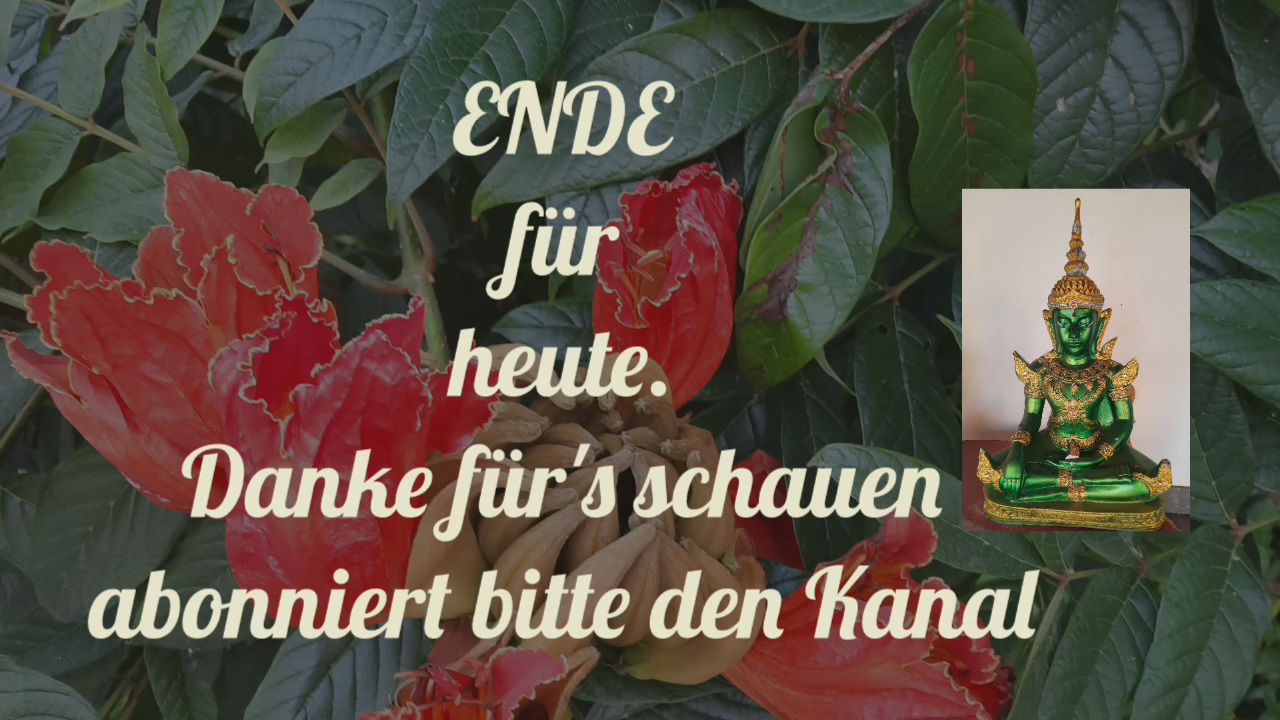 ENDE
für
heute.
Danke für's schauen
abonniert bitte den Kanal